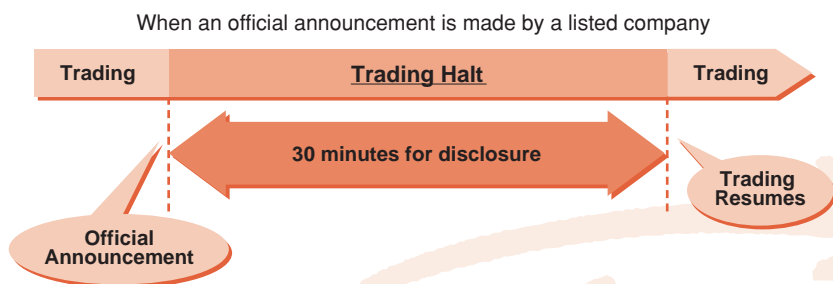 When an official announcement is made by a listed company
Trading Trading Halt Trading
30 minutes for disclosure
Trading
Resumes
Official
Announcement